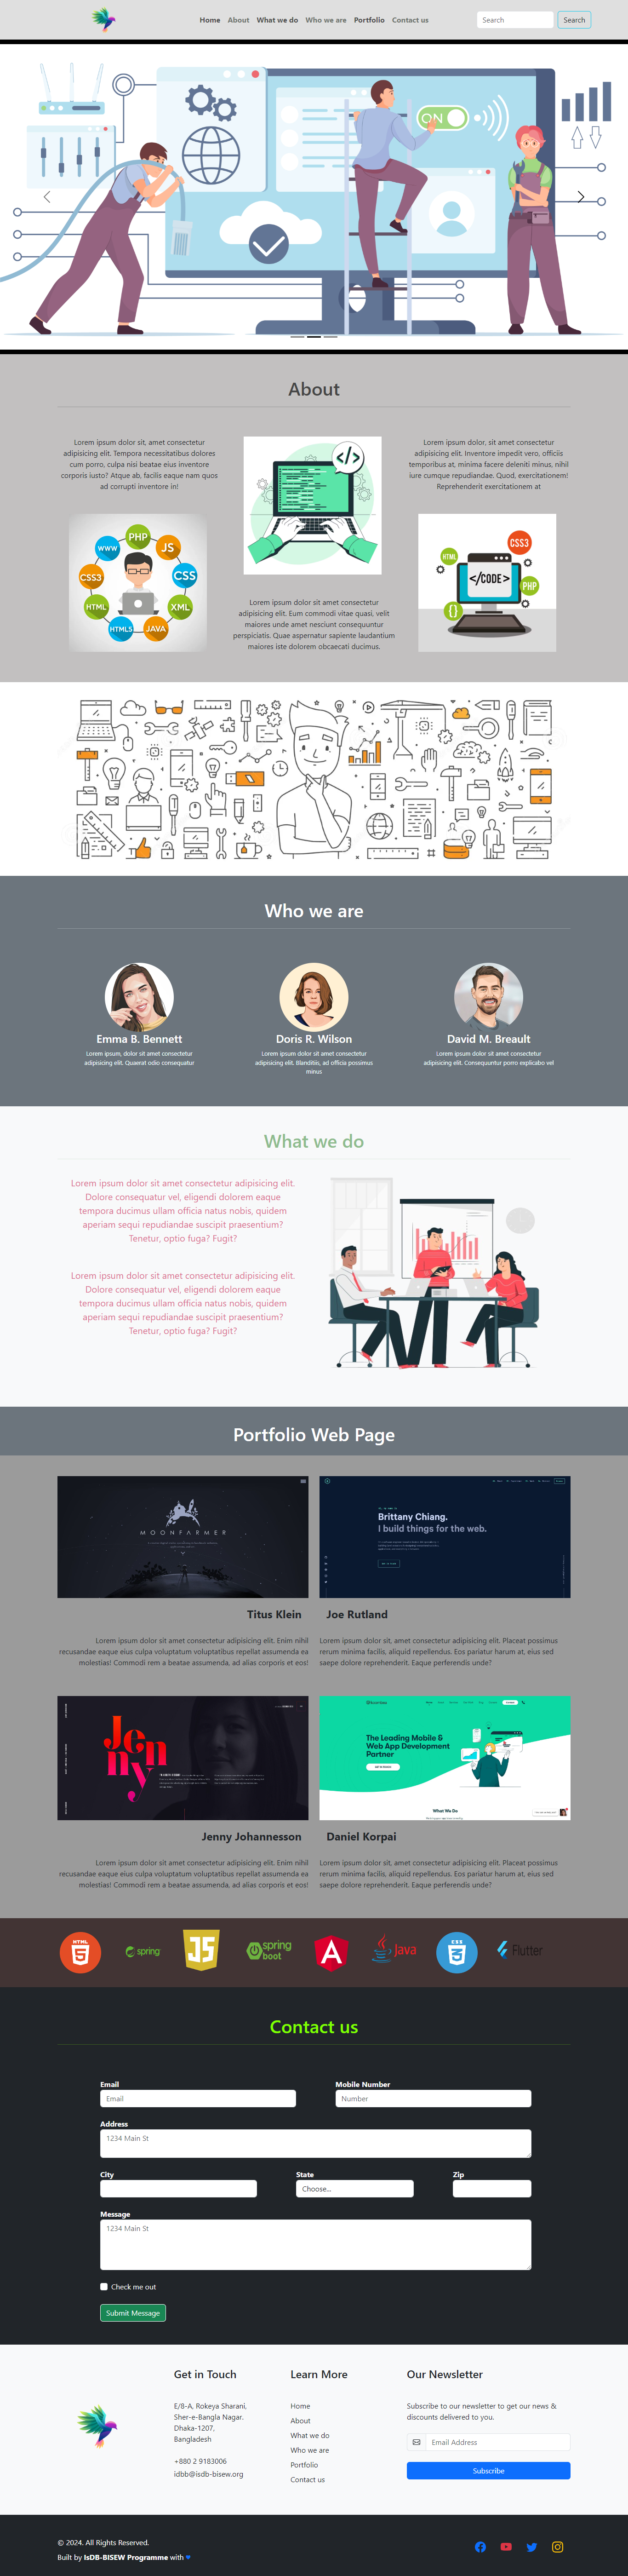 Home About What we do Who we are Portfolio Contact us Search Search
ON
About
Lorem ipsum dolor sit, amet consectetur
adipisicing elit. Tempora necessitatibus dolores
cum porro, culpa nisi beatae eius inventore
corporis iusto? Atque ab, facilis eaque nam quos
ad corrupti inventore in!
PHP
WWW
JS
CSS3
CSS
HTML
XML
HTML5
JAVA
</>
Lorem ipsum dolor sit amet consectetur
adipisicing elit. Eum commodi vitae quasi, velit
maiores unde amet nesciunt consequuntur
perspiciatis. Quae aspernatur sapiente laudantium
maiores iste dolorem obcaecati ducimus.
Lorem ipsum dolor, sit amet consectetur
adipisicing elit. Inventore impedit vero, officiis
temporibus at, minima facere deleniti minus, nihil
iure cumque repudiandae. Quod, exercitationem!
Reprehenderit exercitationem at
CSS3
HTML
</CODE>
PHP
{}
Who we are
Emma B. Bennett
Lorem ipsum, dolor sit amet consectetur
adipisicing elit. Quaerat odio consequatur
Doris R. Wilson
Lorem ipsum dolor sit amet consectetur
adipisicing elit. Blanditiis, ad officia possimus
minus
David M. Breault
Lorem ipsum, dolor sit amet consectetur
adipisicing elit. Consequuntur porro explicabo vel
What we do
Lorem ipsum dolor sit amet consectetur adipisicing elit.
Dolore consequatur vel, eligendi dolorem eaque
tempora ducimus ullam officia natus nobis, quidem
aperiam sequi repudiandae suscipit praesentium?
Tenetur, optio fuga? Fugit?
Lorem ipsum dolor sit amet consectetur adipisicing elit.
Dolore consequatur vel, eligendi dolorem eaque
tempora ducimus ullam officia natus nobis, quidem
aperiam sequi repudiandae suscipit praesentium?
Tenetur, optio fuga? Fugit?
Portfolio Web Page
MOONFARMER
Titus Klein
Lorem ipsum dolor sit amet consectetur adipisicing elit. Enim nihil
recusandae eaque eius culpa voluptatum voluptatibus repellat assumenda ea
molestias! Commodi rem a beatae assumenda, ad alias corporis et eos!
Brittany Chiang.
I build things for the web.
Joe Rutland
Lorem ipsum dolor sit, amet consectetur adipisicing elit. Placeat possimus
rerum minima facilis, aliquid repellendus. Eos pariatur harum at, eius sed
saepe dolore reprehenderit. Eaque perferendis unde?
Jenny
Jenny Johannesson
Lorem ipsum dolor sit amet consectetur adipisicing elit. Enim nihil
recusandae eaque eius culpa voluptatum voluptatibus repellat assumenda ea
molestias! Commodi rem a beatae assumenda, ad alias corporis et eos!
The Leading Mobile &
Web App Development
Partner
What We Do
Daniel Korpai
Lorem ipsum dolor sit, amet consectetur adipisicing elit. Placeat possimus
rerum minima facilis, aliquid repellendus. Eos pariatur harum at, eius sed
saepe dolore reprehenderit. Eaque perferendis unde?
HTML
5
spring
JS
spring
boot
A
Java
CSS
3
Flutter
Contact us
Email Mobile Number
Email Number
Address
1234 Main St
City State Zip
Choose...
Message
1234 Main St
Check me out
Submit Message
Get in Touch
E/8-A, Rokeya Sharani,
Sher-e-Bangla Nagar.
Dhaka-1207,
Bangladesh
+880 2 9183006
idbb@isdb-bisew.org
Learn More
Home
About
What we do
Who we are
Portfolio
Contact us
Our Newsletter
Subscribe to our newsletter to get our news &
discounts delivered to you.
Email Address
Subscribe
© 2024. All Rights Reserved.
Built by IsDB-BISEW Programme with ♥